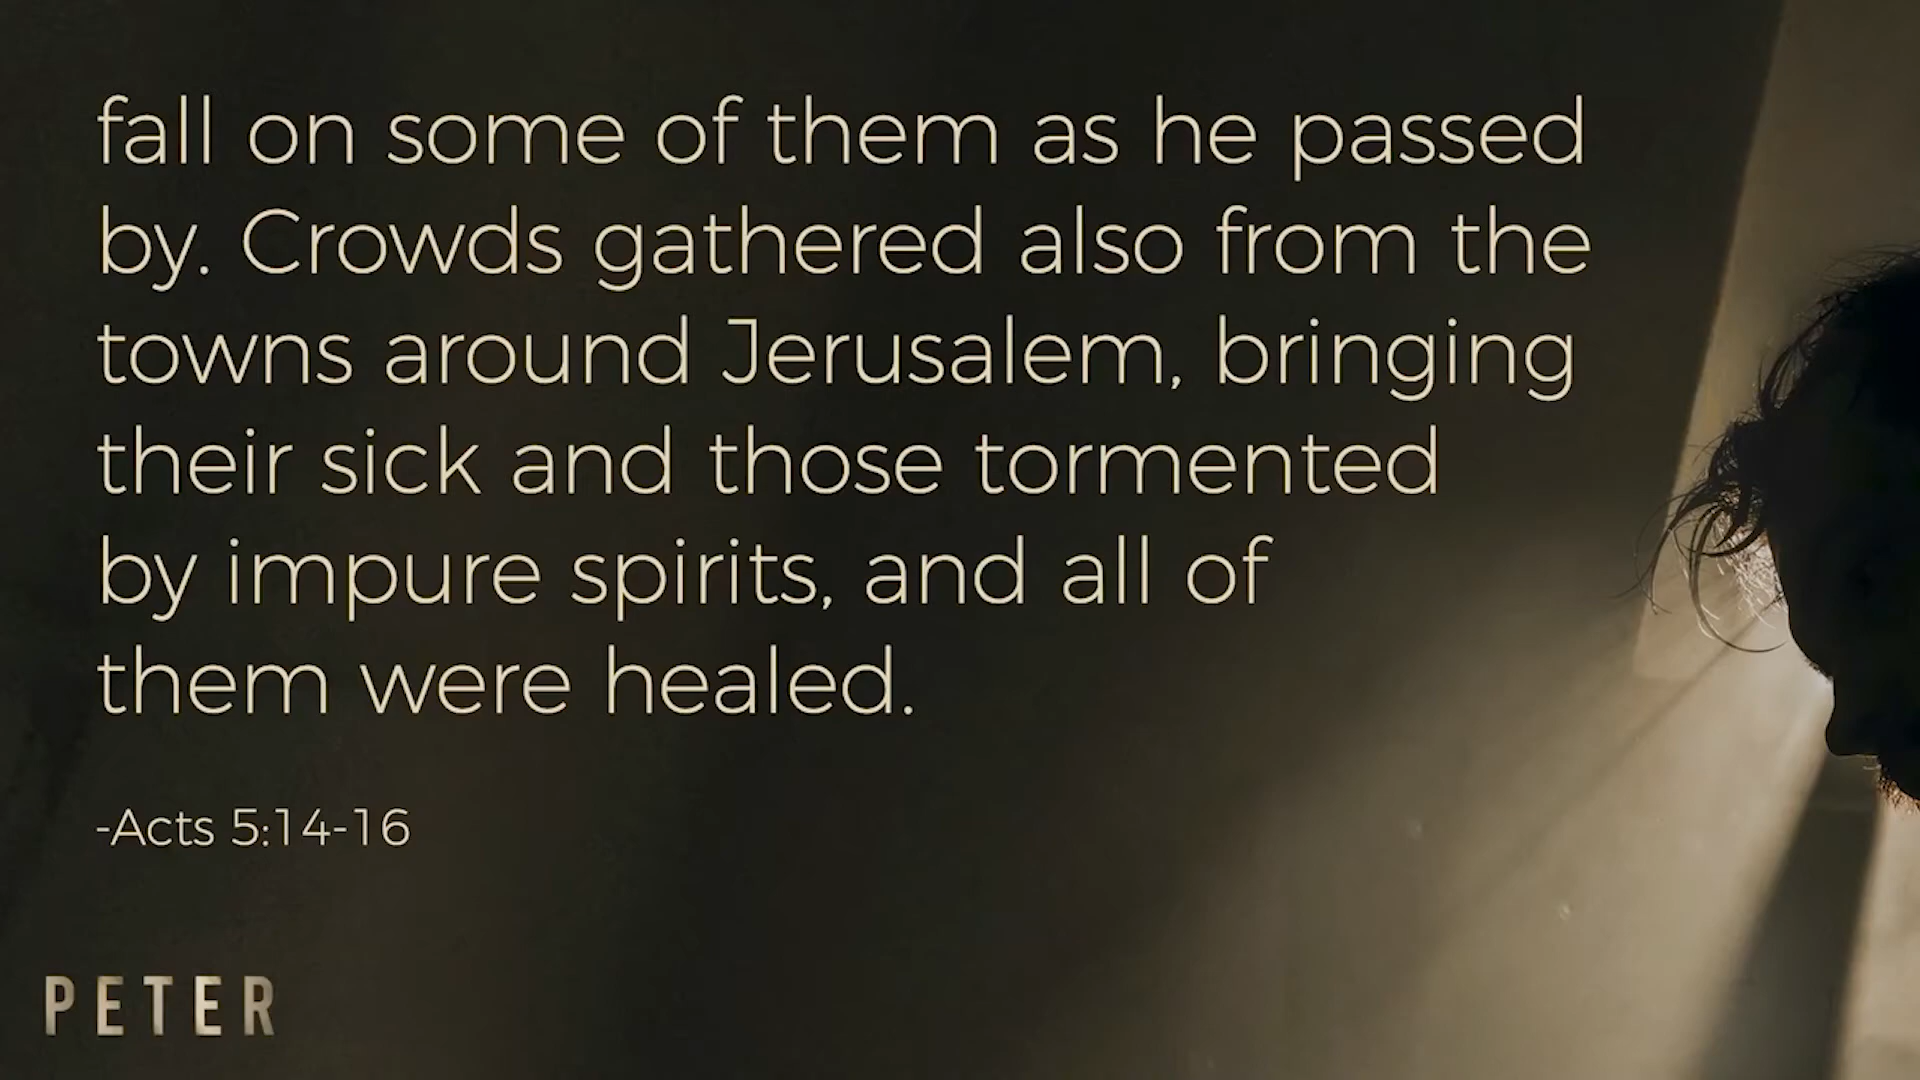 fall on some of them as he passed
by. Crowds gathered also from the
towns around Jerusalem, bringing
their sick and those tormented
by impure spirits, and all of
them were healed.
-Acts 5:14-16
PETER